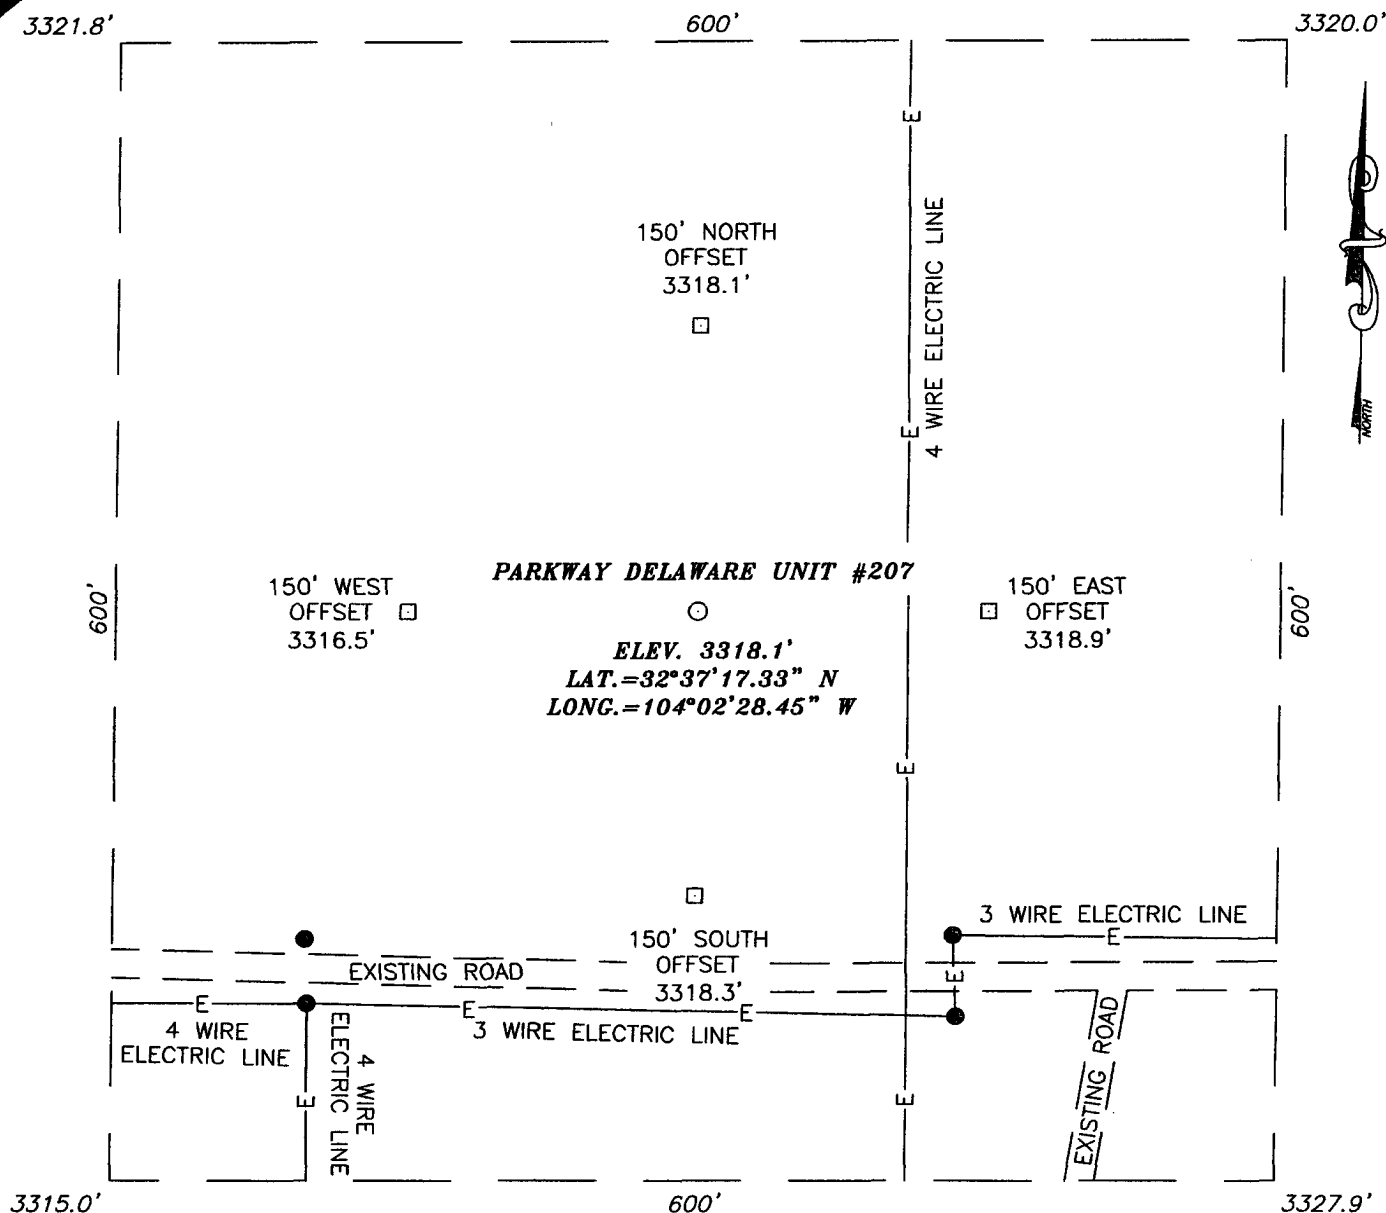 3321.8'
600'
3320.0'
E
150' NORTH
OFFSET
3318.1'
4 WIRE ELECTRIC LINE
NORTH
E
600'
150' WEST
OFFSET
3316.5'
PARKWAY DELAWARE UNIT #207
ELEV. 3318.1'
LAT.=32°37'17.33" N
LONG.=104°02'28.45" W
150' EAST
OFFSET
3318.9'
600'
E
150' SOUTH
OFFSET
3318.3'
3 WIRE ELECTRIC LINE
E
E
EXISTING ROAD
E
4 WIRE
ELECTRIC LINE
E
3 WIRE ELECTRIC LINE
E
4 WIRE
ELECTRIC LINE
E
E
EXISTING ROAD
3315.0'
600'
3327.9'